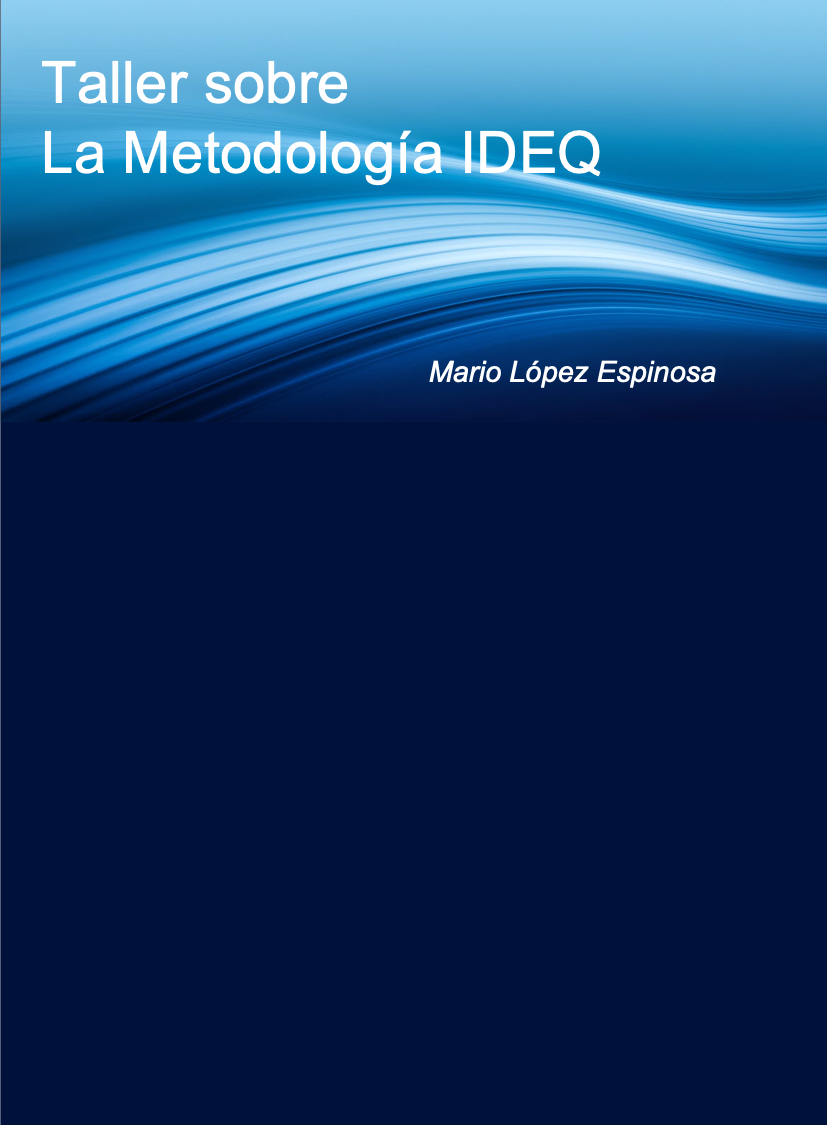 Taller sobre
La Metodología IDEQ
Mario López Espinosa